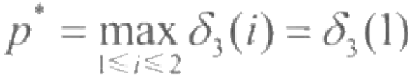 p* = max δ₃(i) = δ₃(1)
1≤i≤2